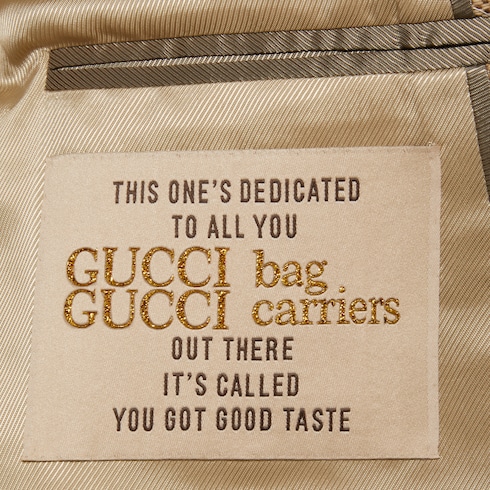 THIS ONE'S DEDICATED
TO ALL YOU
GUCCI bag
GUCCI carriers
OUT THERE
IT'S CALLED
YOU GOT GOOD TASTE